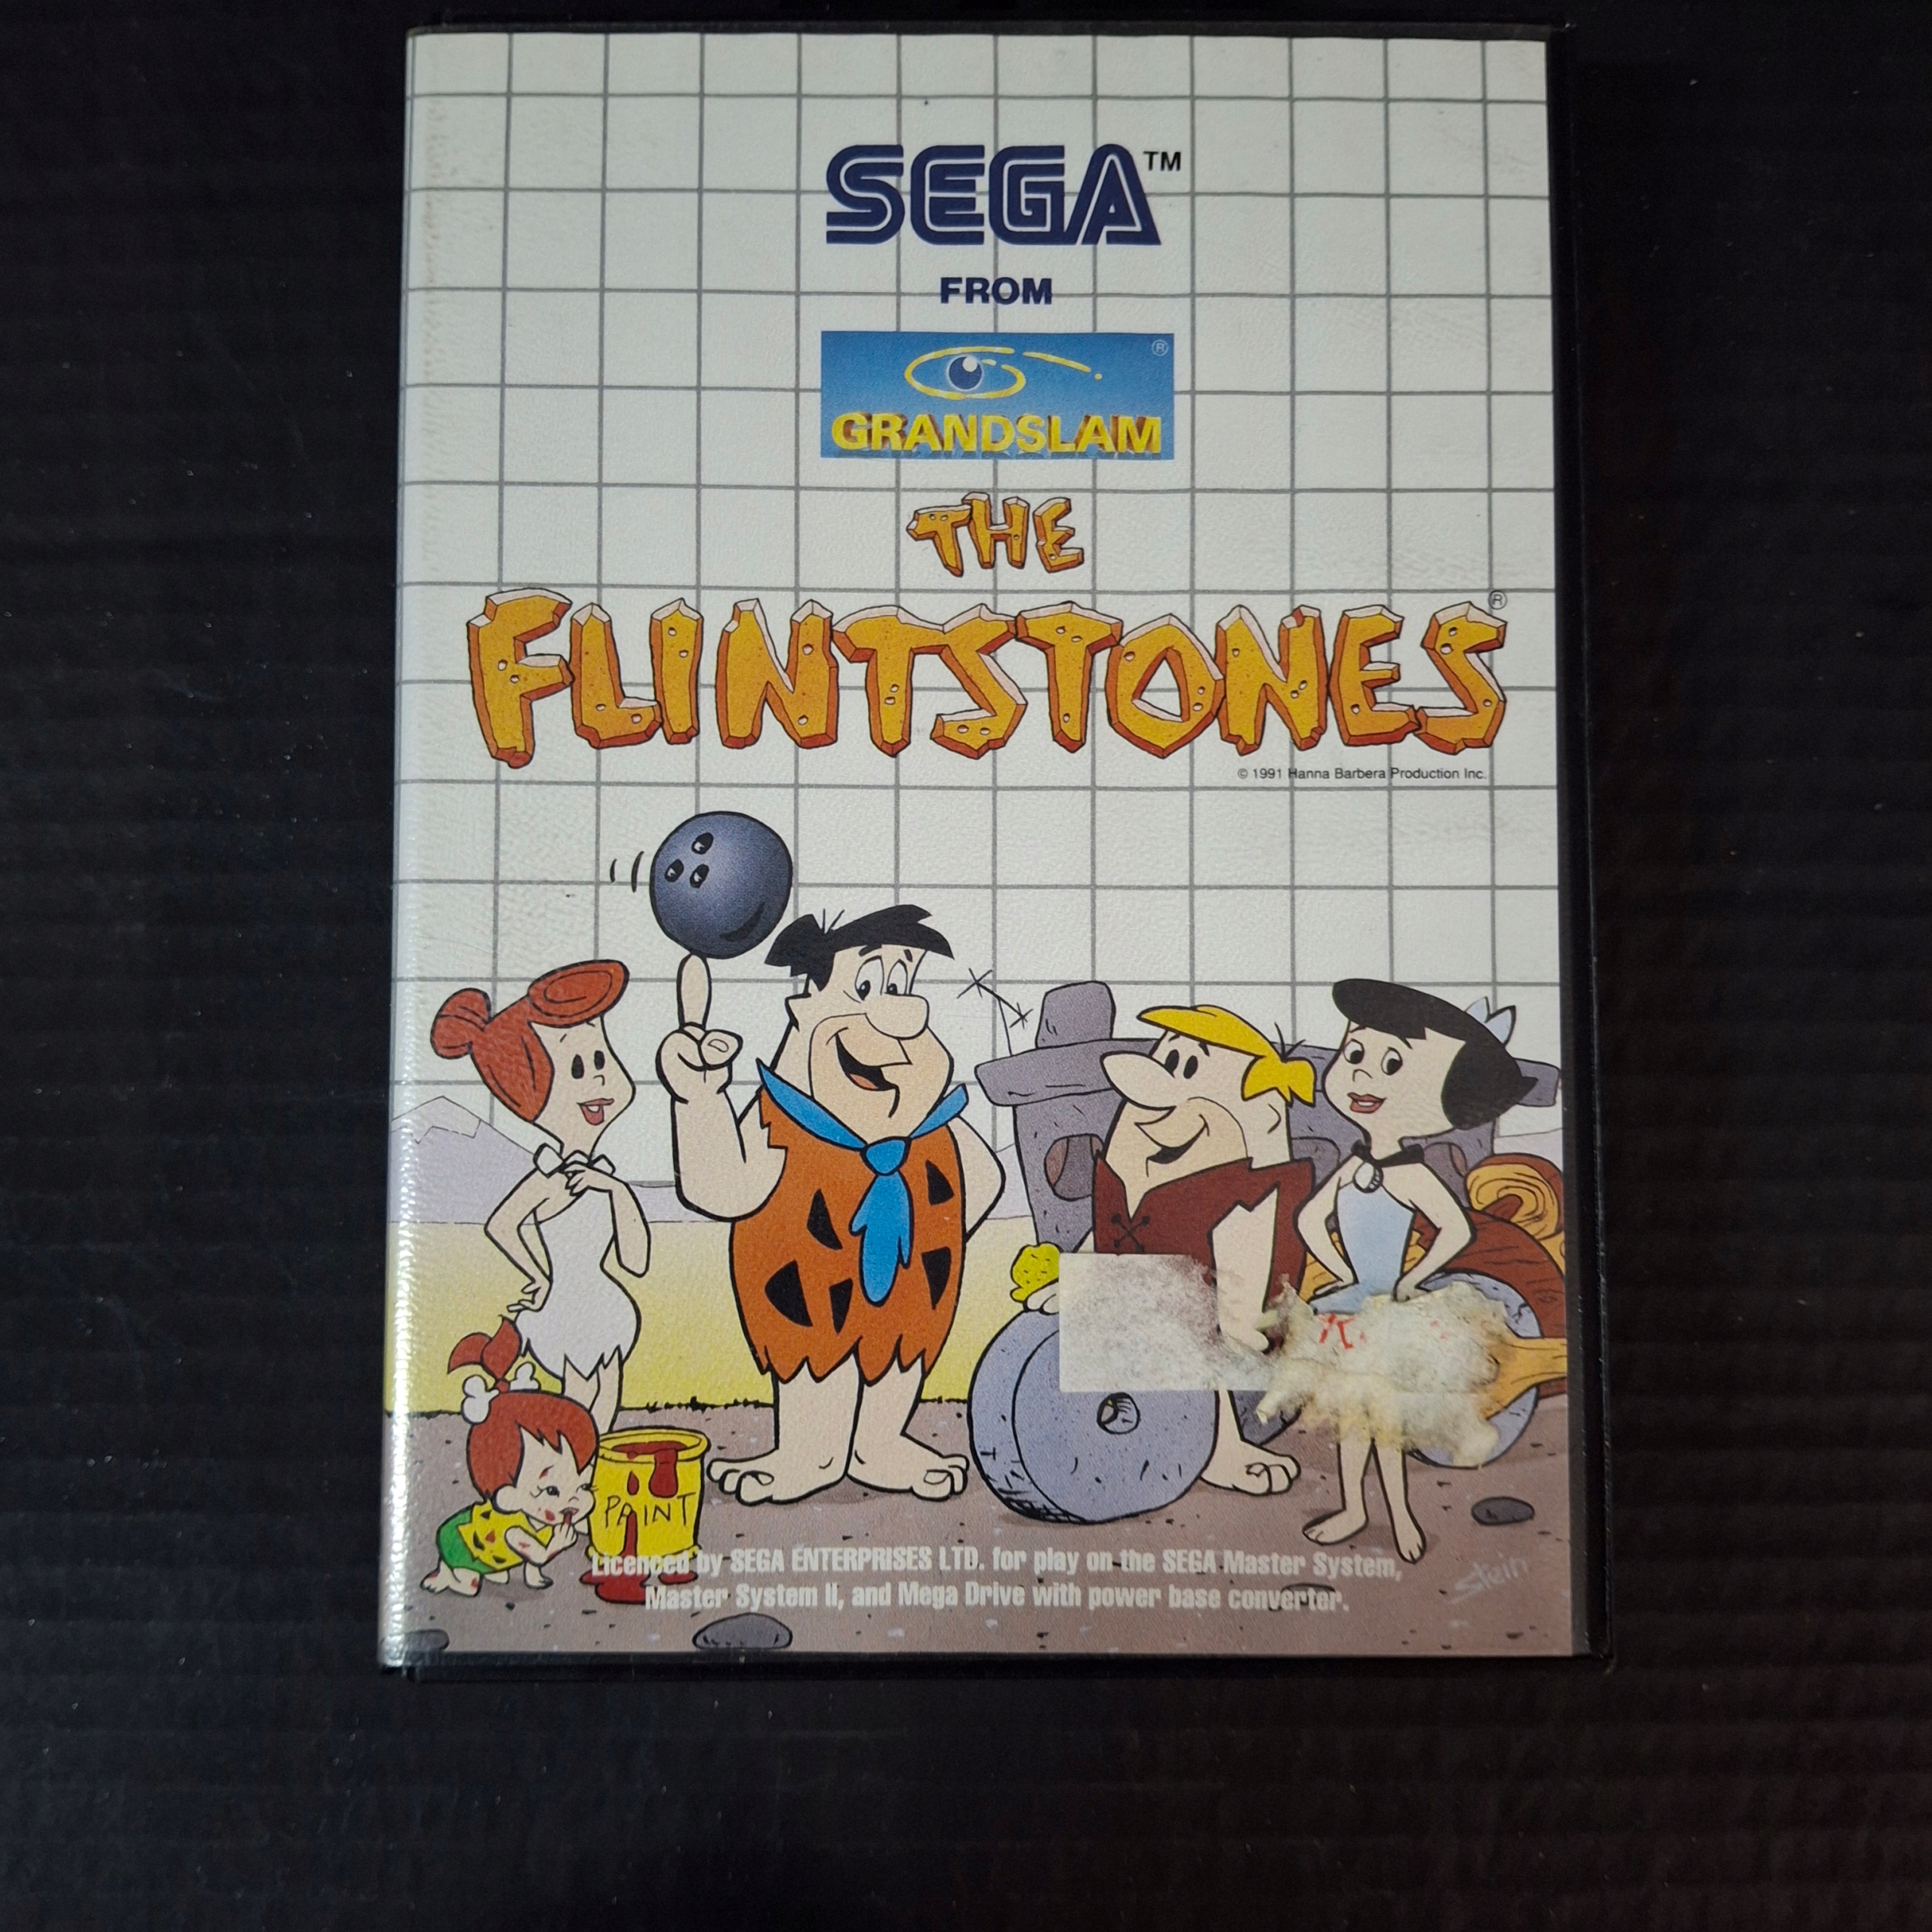 SEGA™
FROM
GRANDSLAM®
THE
FLINTSTONES®
© 1991 Hanna Barbera Production Inc.
PAINT
Licenced by SEGA ENTERPRISES LTD. for play on the SEGA Master System,
Master System II, and Mega Drive with power base converter.
Stein